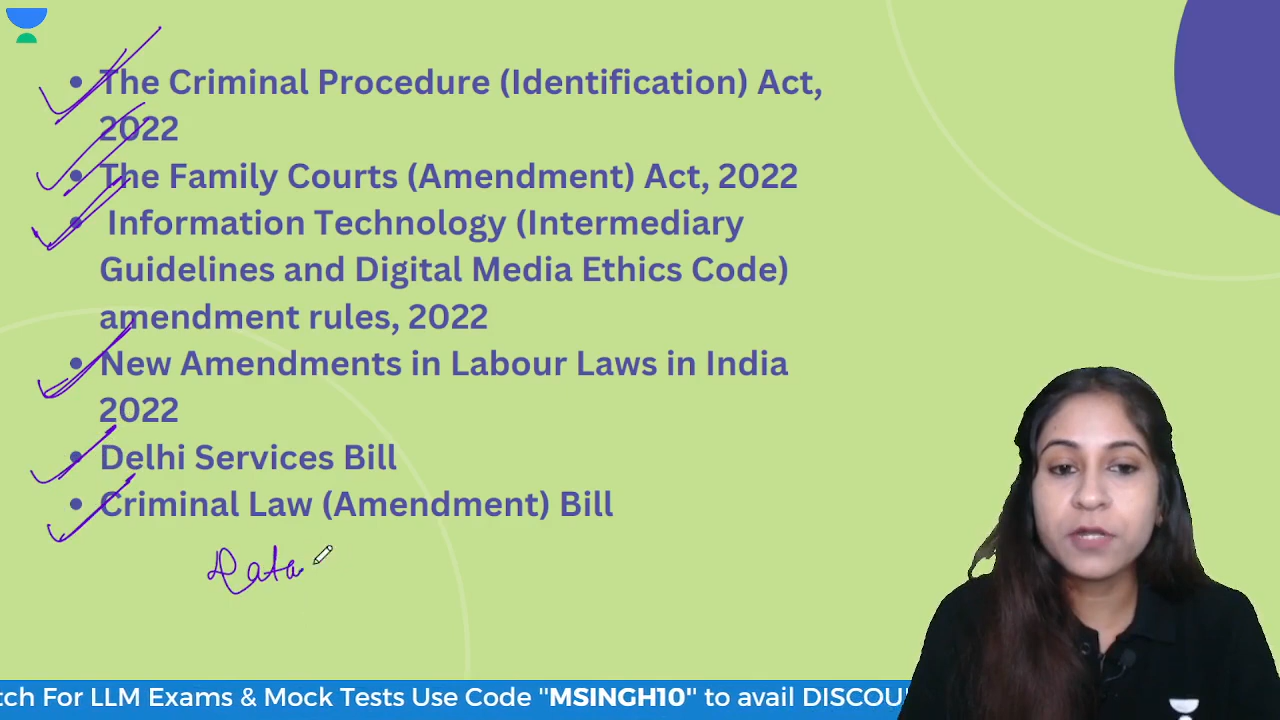 • The Criminal Procedure (Identification) Act,
2022
• The Family Courts (Amendment) Act, 2022
• Information Technology (Intermediary
Guidelines and Digital Media Ethics Code)
amendment rules, 2022
• New Amendments in Labour Laws in India
2022
• Delhi Services Bill
• Criminal Law (Amendment) Bill
Data
tch For LLM Exams & Mock Tests Use Code "MSINGH10" to avail DISCOU